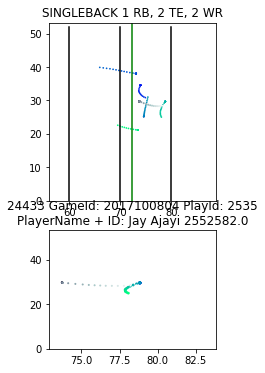 SINGLEBACK 1 RB, 2 TE, 2 WR
50
40
30
20
10
0
60 70 80
24433 GameId: 2017100804 PlayId: 2535
PlayerName + ID: Jay Ajayi 2552582.0
40
20
0
75.0 77.5 80.0 82.5